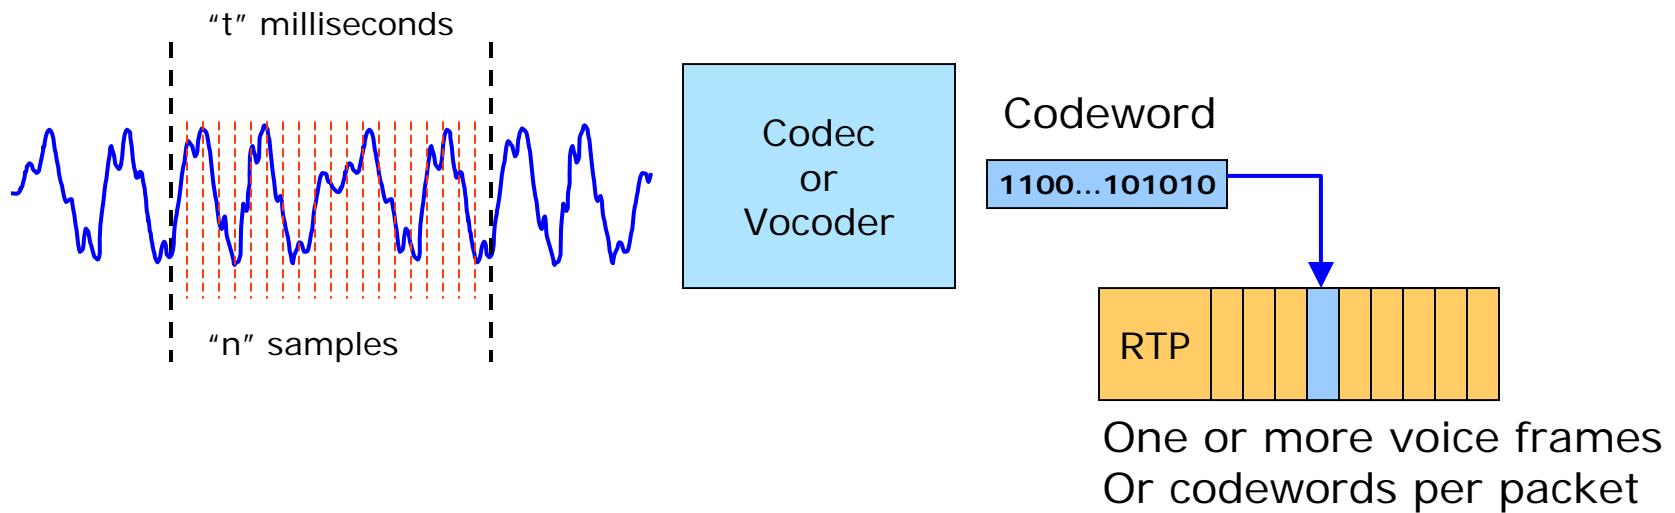 “t” milliseconds
“n” samples
Codec
or
Vocoder
Codeword
1100...101010
RTP
One or more voice frames
Or codewords per packet